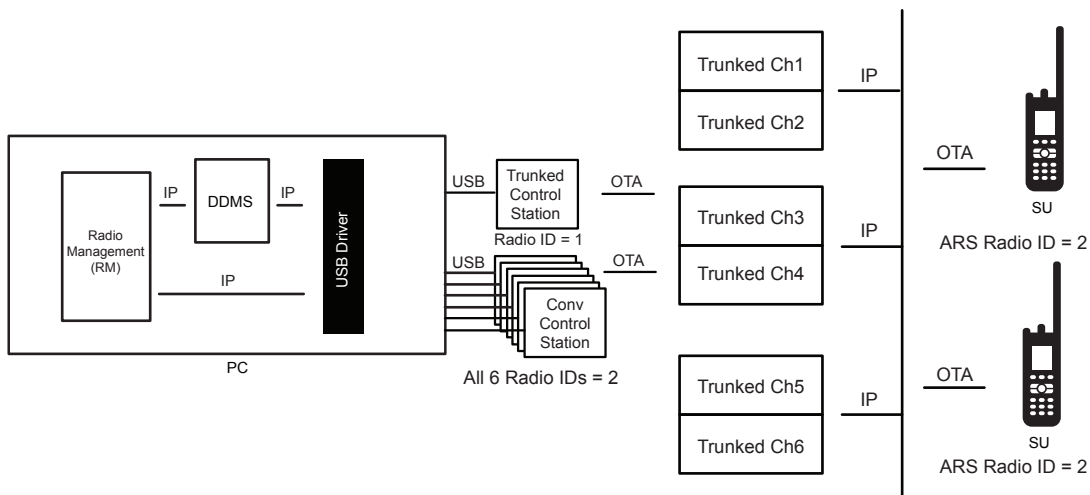 Radio
Management
(RM)
IP
DDMS
IP
IP
USB Driver
PC
USB
Trunked
Control
Station
Radio ID = 1
USB
Conv
Control
Station
All 6 Radio IDs = 2
OTA
OTA
Trunked Ch1
Trunked Ch2
IP
Trunked Ch3
Trunked Ch4
IP
Trunked Ch5
Trunked Ch6
IP
OTA
SU
ARS Radio ID = 2
OTA
SU
ARS Radio ID = 2